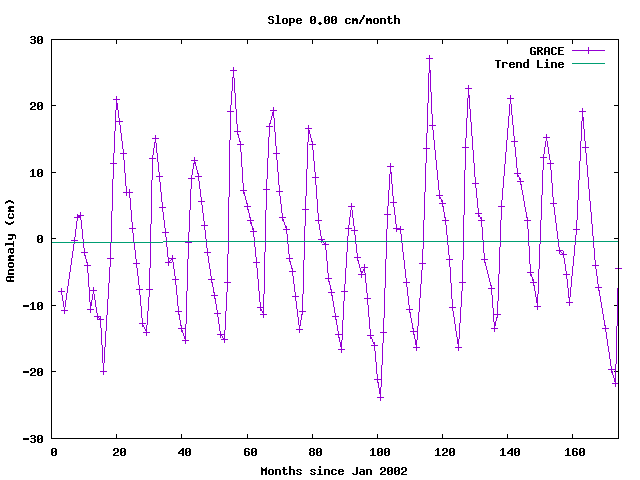 Slope 0.00 cm/month
GRACE
Trend Line
30
20
10
0
-10
-20
-30
Anomaly (cm)
0 20 40 60 80 100 120 140 160
Months since Jan 2002